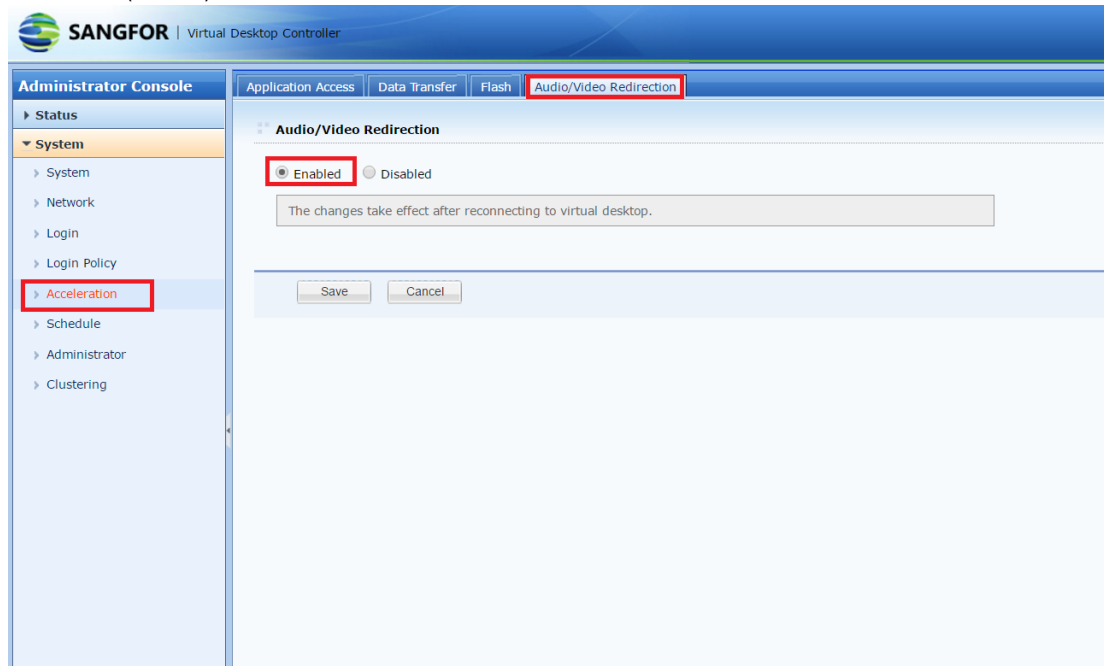 SANGFOR | Virtual Desktop Controller
Administrator Console
Application Access
Data Transfer
Flash
Audio/Video Redirection
Status
System
System
Network
Login
Login Policy
Acceleration
Schedule
Administrator
Clustering
Audio/Video Redirection
Enabled
Disabled
The changes take effect after reconnecting to virtual desktop.
Save
Cancel